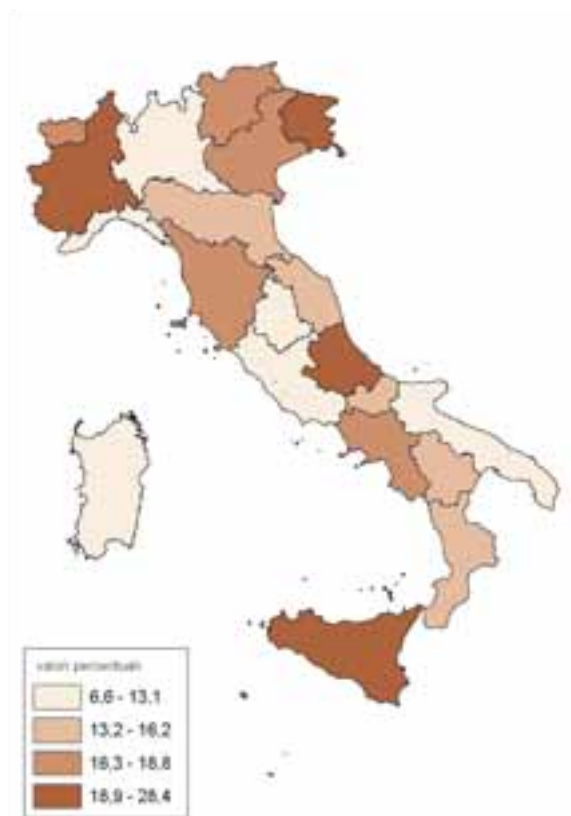 valori percentuali
6,6 - 13,1
13,2 - 16,2
16,3 - 18,8
18,9 - 28,4